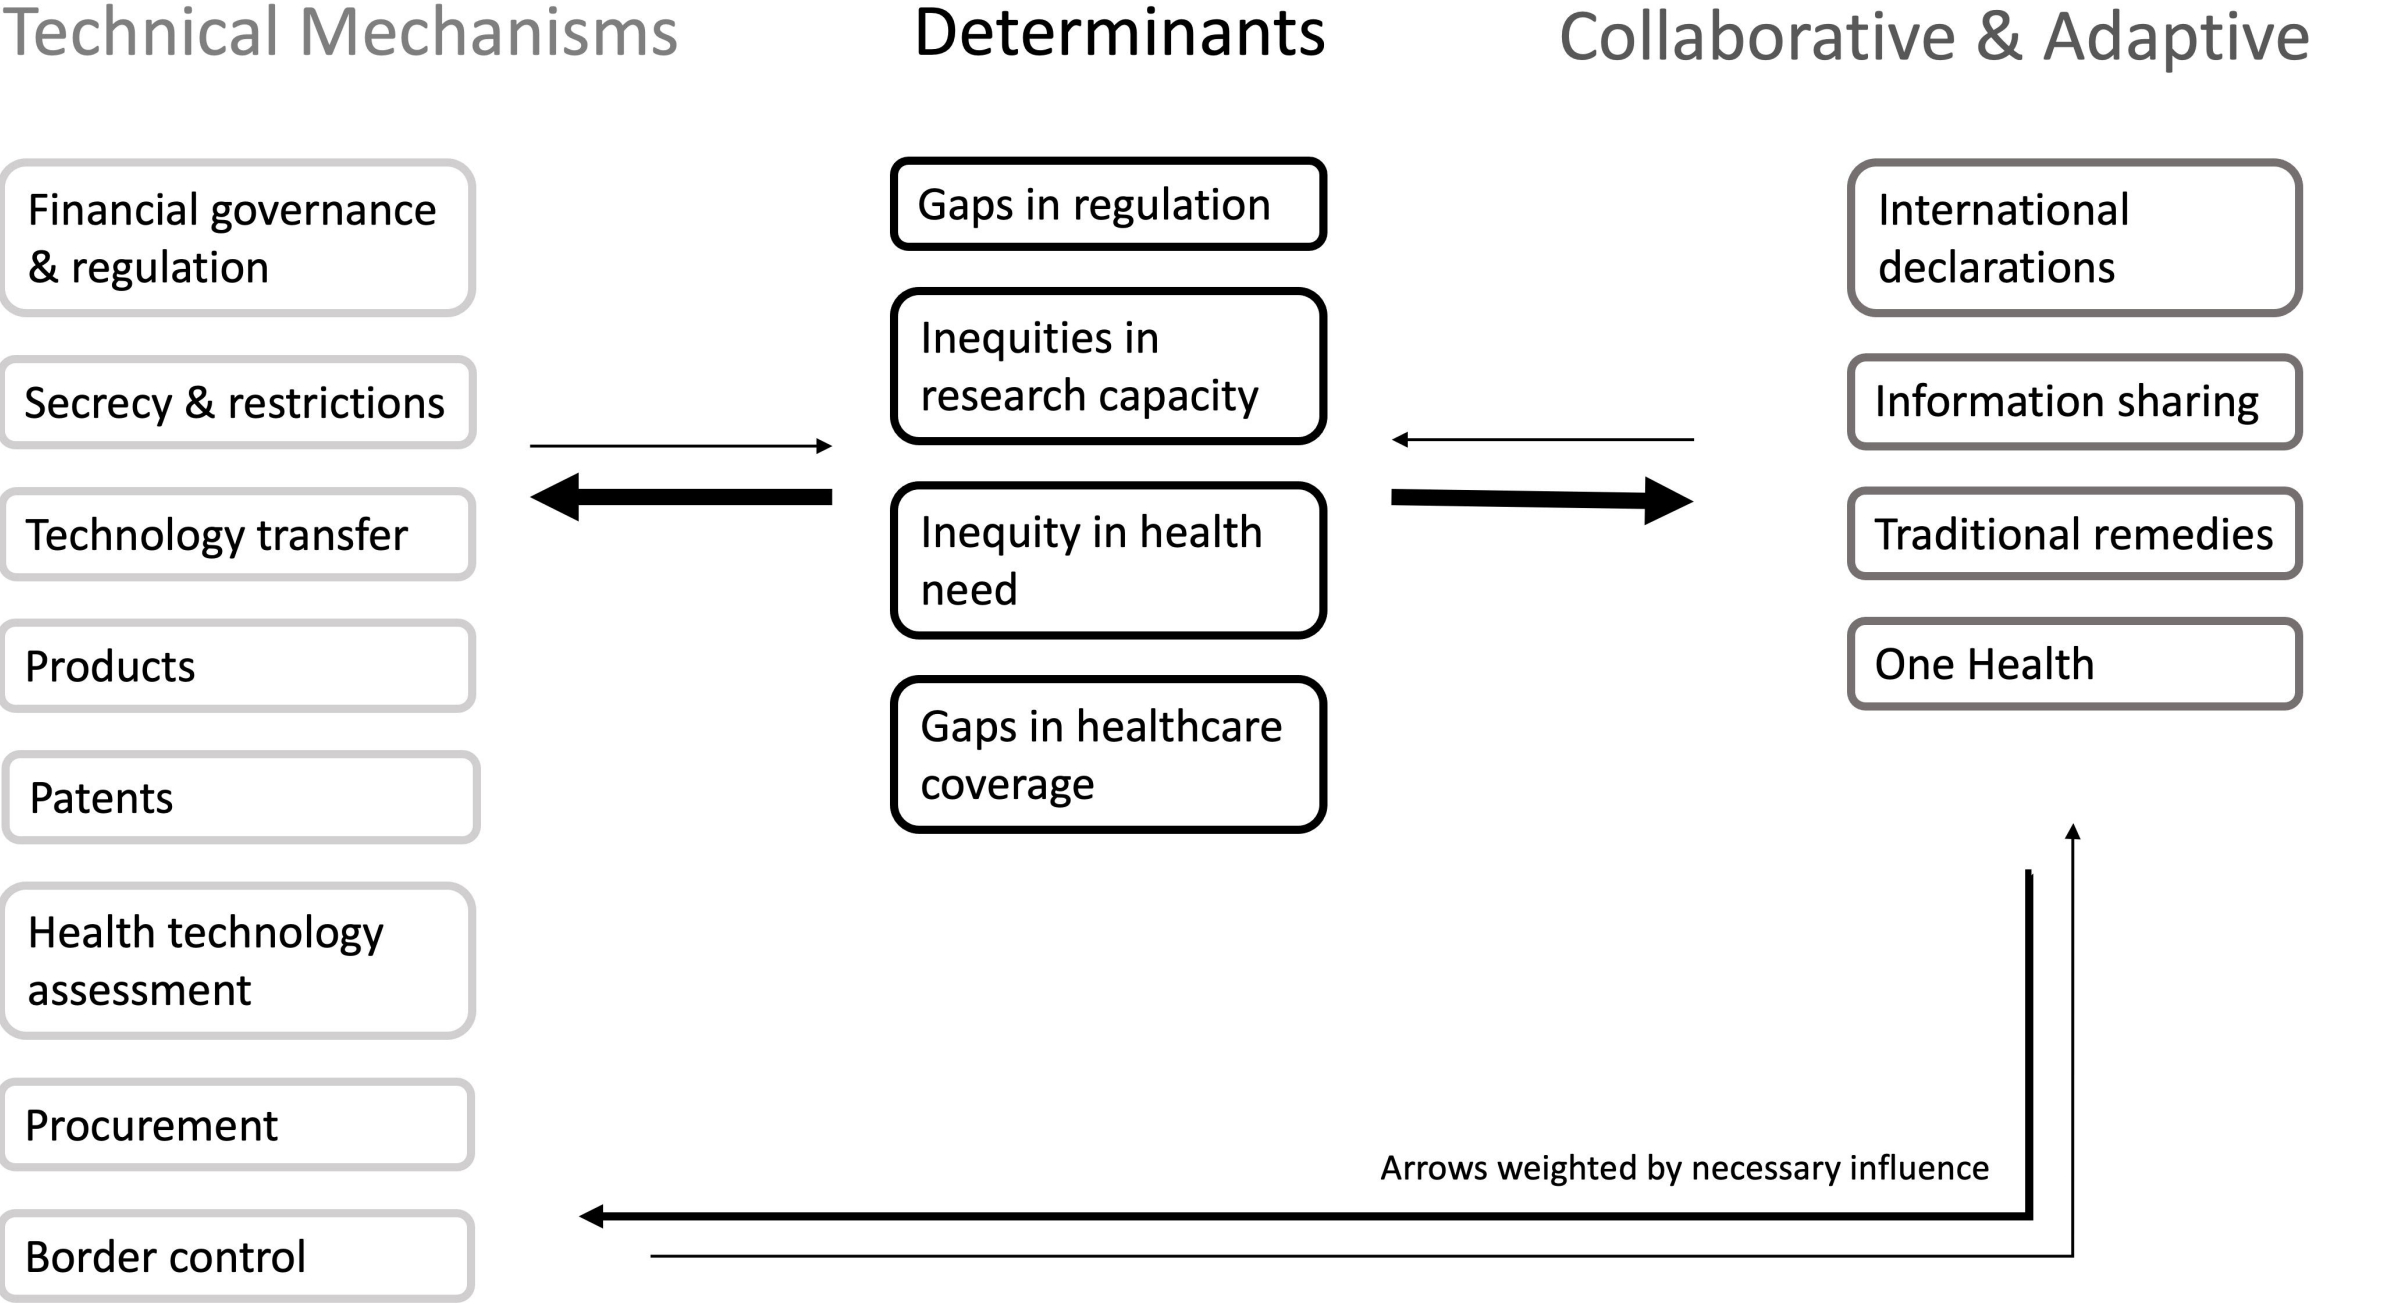 Technical Mechanisms
Financial governance
& regulation
Secrecy & restrictions
Technology transfer
Products
Patents
Health technology
assessment
Procurement
Border control
Determinants
Gaps in regulation
Inequities in
research capacity
Inequity in health
need
Gaps in healthcare
coverage
Collaborative & Adaptive
International
declarations
Information sharing
Traditional remedies
One Health
Arrows weighted by necessary influence